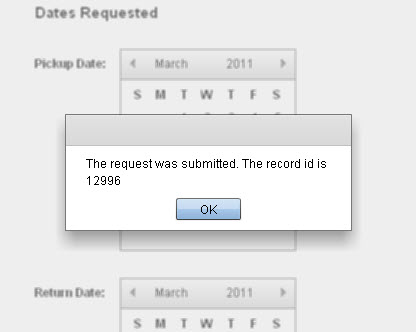 Dates Requested
Pickup Date:
March 2011
S M T W T F S
The request was submitted. The record id is
12996
OK
Return Date:
March 2011
S M T W T F S